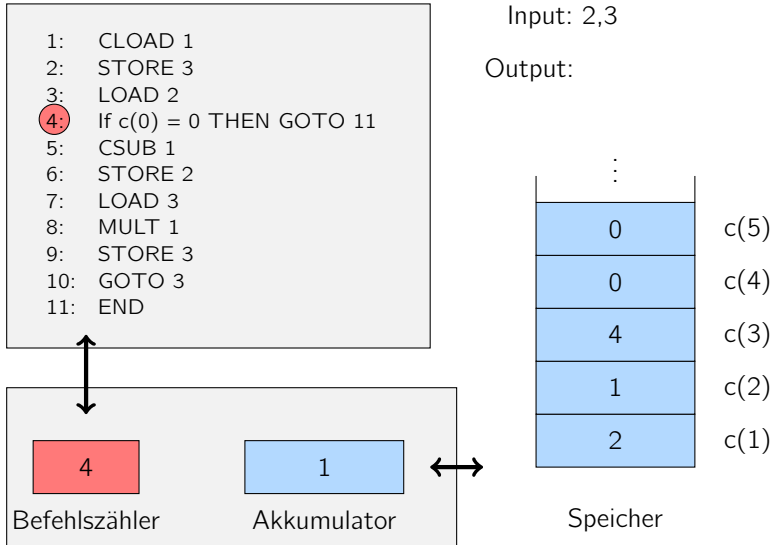 1: CLOAD 1
2: STORE 3
3: LOAD 2
4: If c(0) = 0 THEN GOTO 11
5: CSUB 1
6: STORE 2
7: LOAD 3
8: MULT 1
9: STORE 3
10: GOTO 3
11: END
Input: 2,3
Output:
⋮
0 c(5)
0 c(4)
4 c(3)
1 c(2)
2 c(1)
Speicher
4 1
Befehlszähler Akkumulator